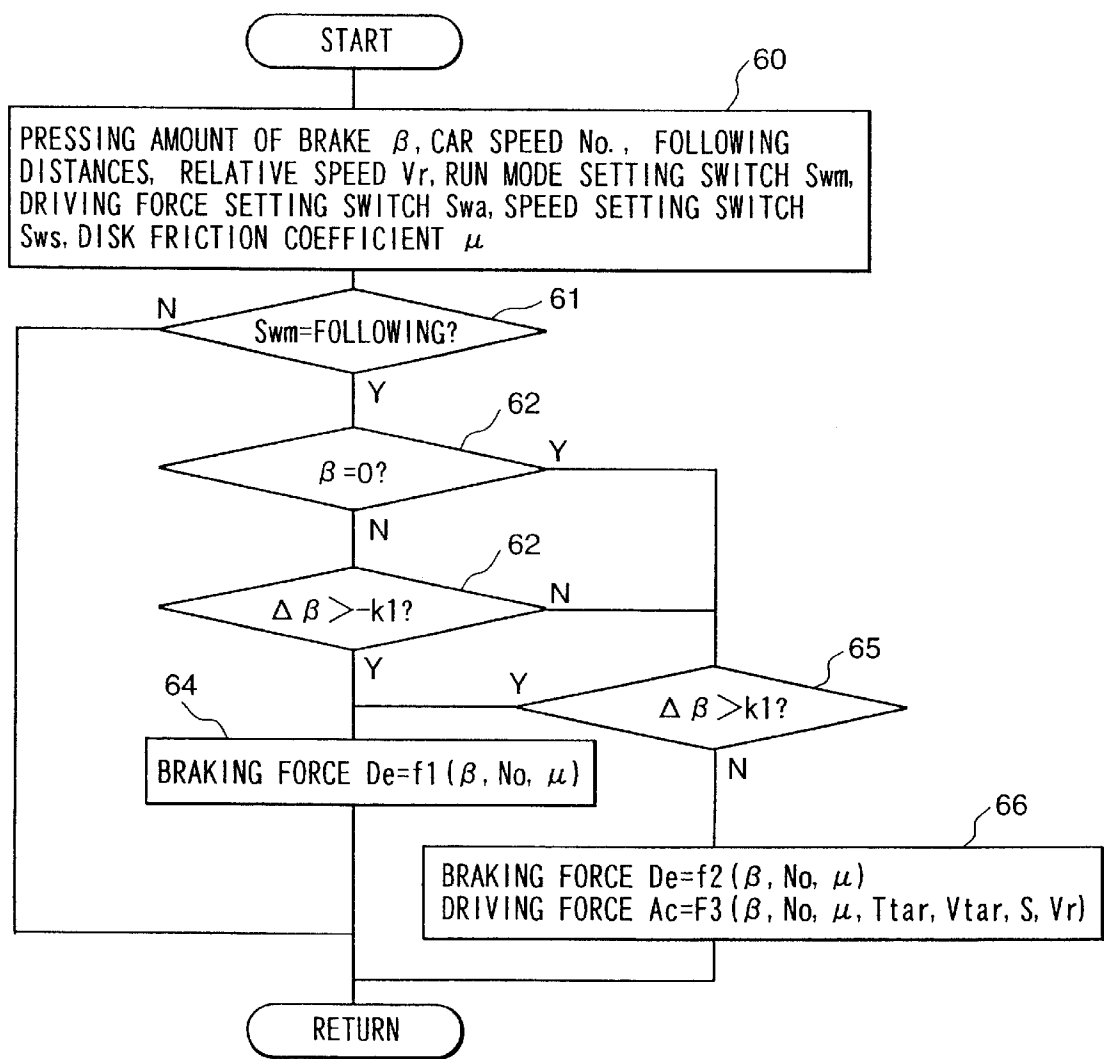 START
60
PRESSING AMOUNT OF BRAKE β, CAR SPEED No., FOLLOWING
DISTANCES, RELATIVE SPEED Vr, RUN MODE SETTING SWITCH Swm,
DRIVING FORCE SETTING SWITCH Swa, SPEED SETTING SWITCH
Sws, DISK FRICTION COEFFICIENT μ
N
61
Swm=FOLLOWING?
Y
62
β=0?
Y
N
62
Δβ>-k1?
N
Y
65
Y
Δβ>k1?
N
64
BRAKING FORCE De=f1(β, No, μ)
66
BRAKING FORCE De=f2(β, No, μ)
DRIVING FORCE Ac=F3(β, No, μ, Ttar, Vtar, S, Vr)
RETURN